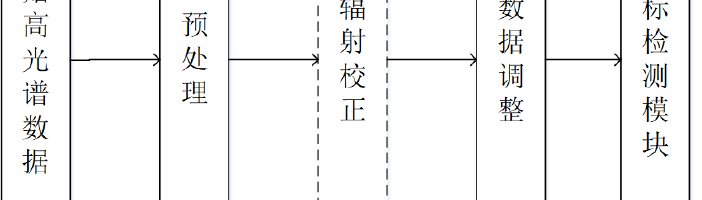 高光谱数据
预处理
辐射校正
数据调整
标检测模块